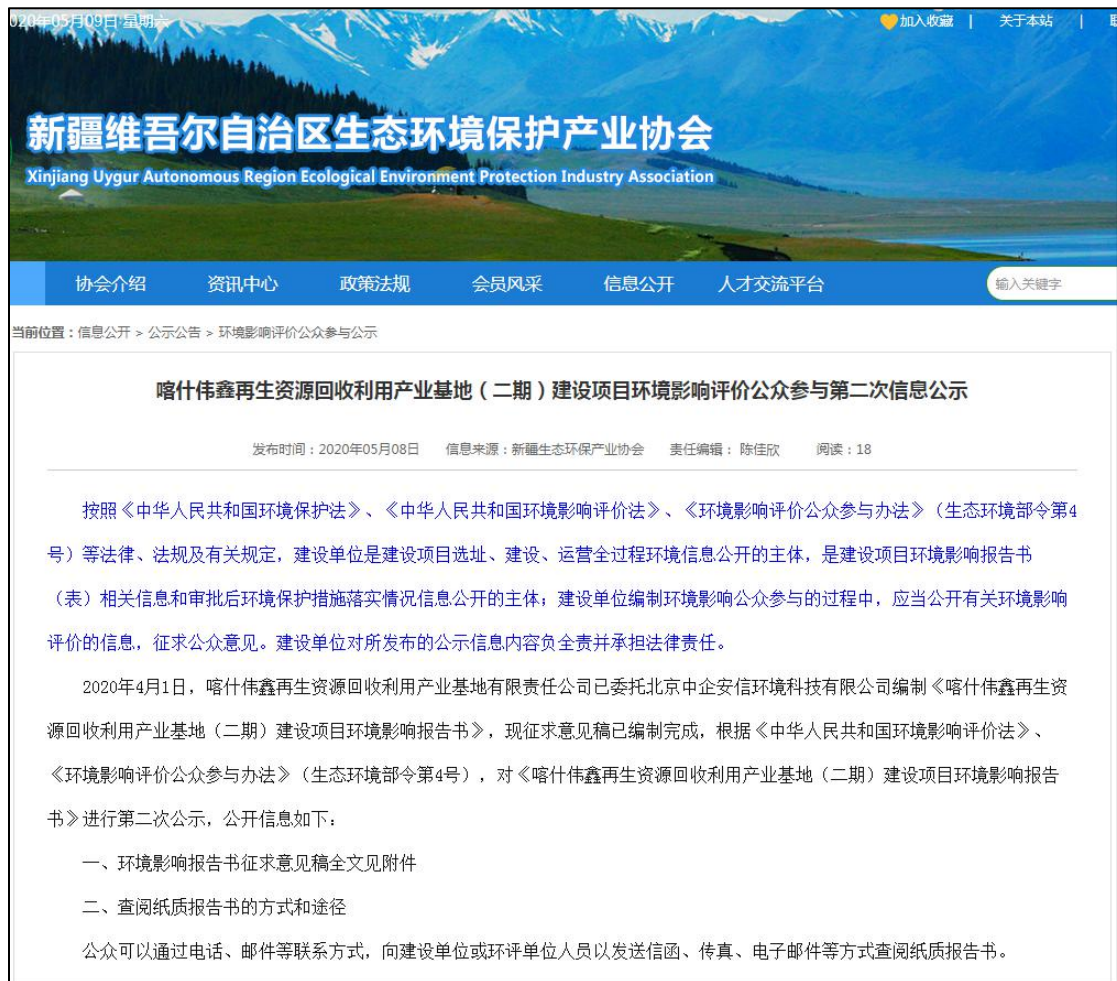 020年05月09日 星期六
加入收藏 | 关于本站 |
新疆维吾尔自治区生态环境保护产业协会
Xinjiang Uygur Autonomous Region Ecological Environment Protection Industry Association
协会介绍 资讯中心 政策法规 会员风采 信息公开 人才交流平台 输入关键字
当前位置：信息公开 > 公示公告 > 环境影响评价公众参与公示
喀什伟鑫再生资源回收利用产业基地（二期）建设项目环境影响评价公众参与第二次信息公示
发布时间：2020年05月08日 信息来源：新疆生态环保产业协会 责任编辑： 陈佳欣 阅读：18
按照《中华人民共和国环境保护法》、《中华人民共和国环境影响评价法》、《环境影响评价公众参与办法》（生态环境部令第4
号）等法律、法规及有关规定，建设单位是建设项目选址、建设、运营全过程环境信息公开的主体，是建设项目环境影响报告书
（表）相关信息和审批后环境保护措施落实情况信息公开的主体；建设单位编制环境影响公众参与的过程中，应当公开有关环境影响
评价的信息，征求公众意见。建设单位对所发布的公示信息内容负全责并承担法律责任。
2020年4月1日，喀什伟鑫再生资源回收利用产业基地有限责任公司已委托北京中企安信环境科技有限公司编制《喀什伟鑫再生资
源回收利用产业基地（二期）建设项目环境影响报告书》，现征求意见稿已编制完成，根据《中华人民共和国环境影响评价法》、
《环境影响评价公众参与办法》（生态环境部令第4号），对《喀什伟鑫再生资源回收利用产业基地（二期）建设项目环境影响报告
书》进行第二次公示，公开信息如下：
一、环境影响报告书征求意见稿全文见附件
二、查阅纸质报告书的方式和途径
公众可以通过电话、邮件等联系方式，向建设单位或环评单位人员以发送信函、传真、电子邮件等方式查阅纸质报告书。